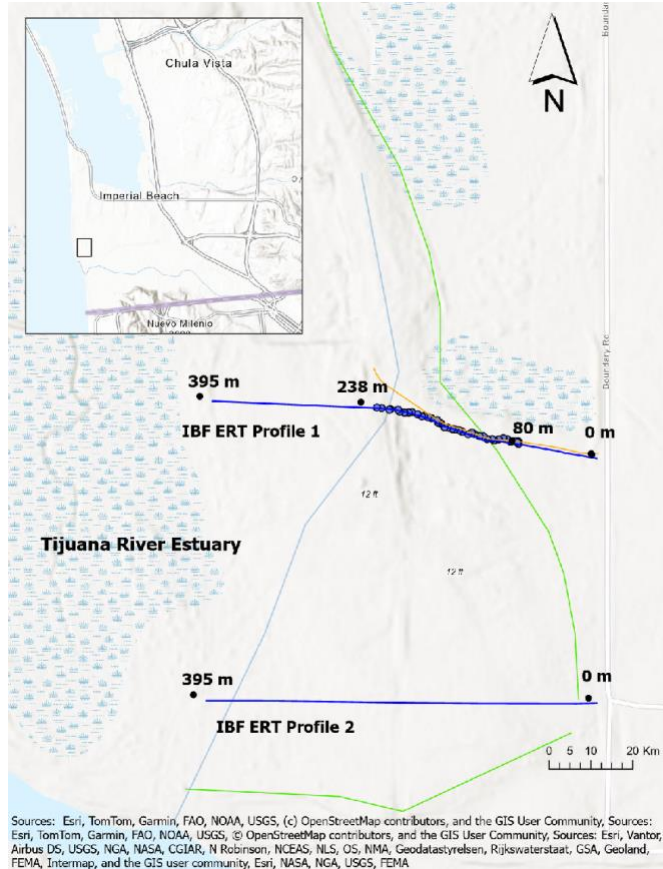 Chula Vista
Imperial Beach
Nuevo Milenio
N
Boundary Rd
395 m
238 m
80 m
0 m
IBF ERT Profile 1
12 ft
Tijuana River Estuary
12 ft
395 m
0 m
IBF ERT Profile 2
0 5 10 20 Km
Sources: Esri, TomTom, Garmin, FAO, NOAA, USGS, (c) OpenStreetMap contributors, and the GIS User Community, Sources:
Esri, TomTom, Garmin, FAO, NOAA, USGS, © OpenStreetMap contributors, and the GIS User Community, Sources: Esri, Vantor,
Airbus DS, USGS, NGA, NASA, CGIAR, N Robinson, NCEAS, NLS, OS, NMA, Geodatastyrelsen, Rijkswaterstaat, GSA, Geoland,
FEMA, Intermap, and the GIS user community, Esri, NASA, NGA, USGS, FEMA